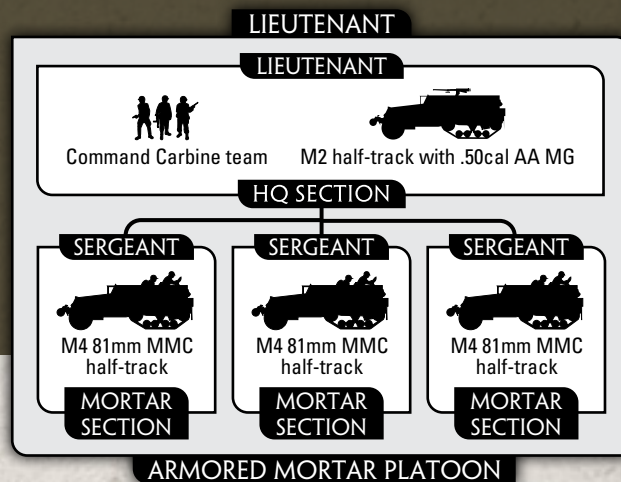 LIEUTENANT
LIEUTENANT
Command Carbine team
M2 half-track with .50cal AA MG
HQ SECTION
SERGEANT
M4 81mm MMC
half-track
MORTAR
SECTION
SERGEANT
M4 81mm MMC
half-track
MORTAR
SECTION
SERGEANT
M4 81mm MMC
half-track
MORTAR
SECTION
ARMORED MORTAR PLATOON